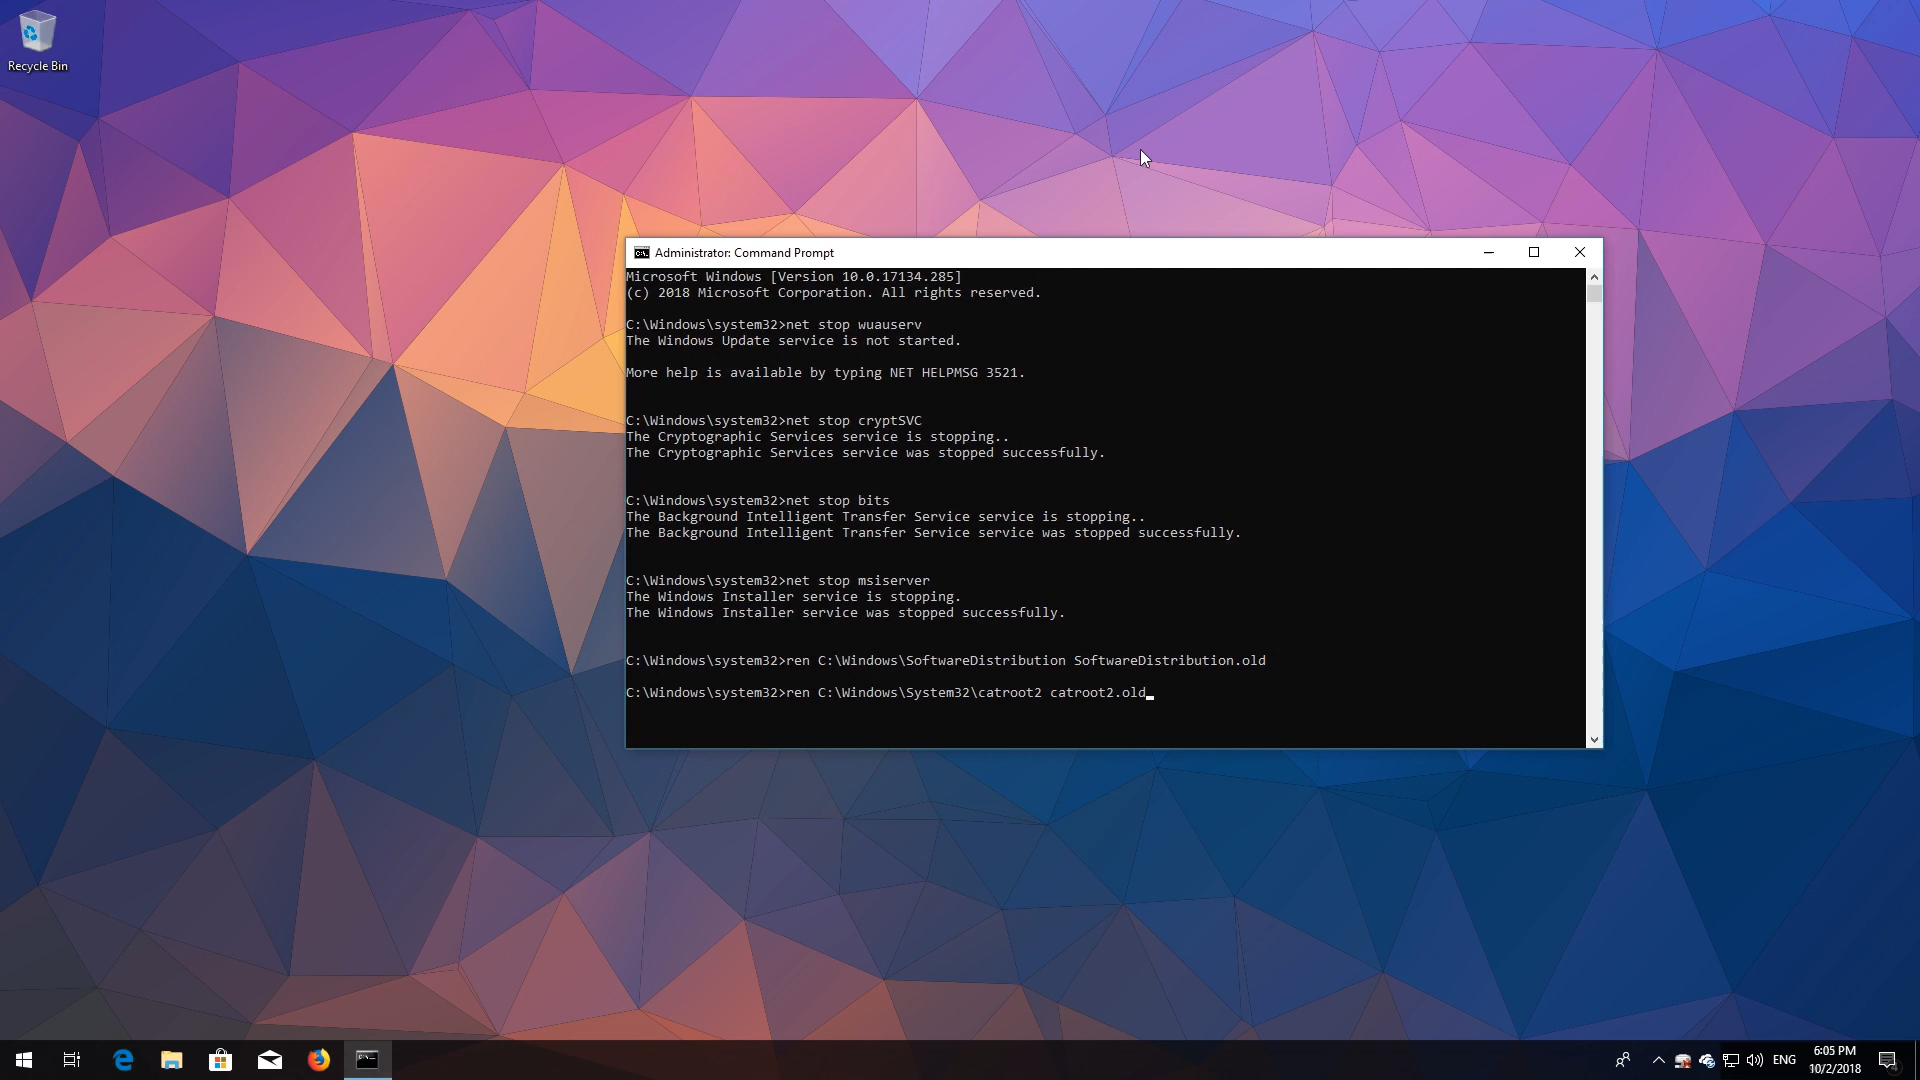 Recycle Bin
Administrator: Command Prompt
Microsoft Windows [Version 10.0.17134.285]
(c) 2018 Microsoft Corporation. All rights reserved.
C:\Windows\system32>net stop wuauserv
The Windows Update service is not started.
More help is available by typing NET HELPMSG 3521.
C:\Windows\system32>net stop cryptSVC
The Cryptographic Services service is stopping..
The Cryptographic Services service was stopped successfully.
C:\Windows\system32>net stop bits
The Background Intelligent Transfer Service service is stopping..
The Background Intelligent Transfer Service service was stopped successfully.
C:\Windows\system32>net stop msiserver
The Windows Installer service is stopping.
The Windows Installer service was stopped successfully.
C:\Windows\system32>ren C:\Windows\SoftwareDistribution SoftwareDistribution.old
C:\Windows\system32>ren C:\Windows\System32\catroot2 catroot2.old
ENG
6:05 PM
10/2/2018
4